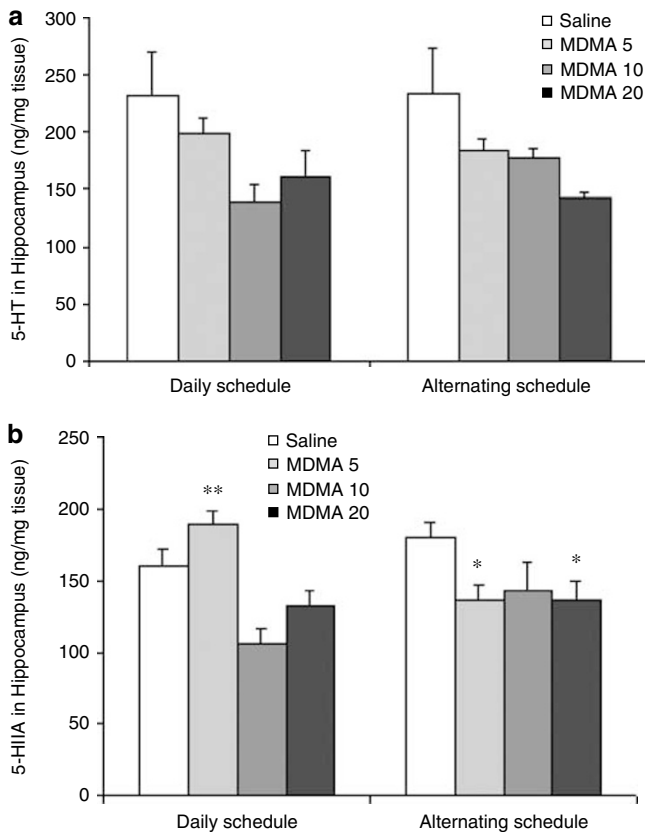 a
5-HT in Hippocampus (ng/mg tissue)
300
250
200
150
100
50
0
Saline
MDMA 5
MDMA 10
MDMA 20
Daily schedule
Alternating schedule
b
5-HIIA in Hippocampus (ng/mg tissue)
250
200
150
100
50
0
Saline
MDMA 5
MDMA 10
MDMA 20
**
*
*
Daily schedule
Alternating schedule